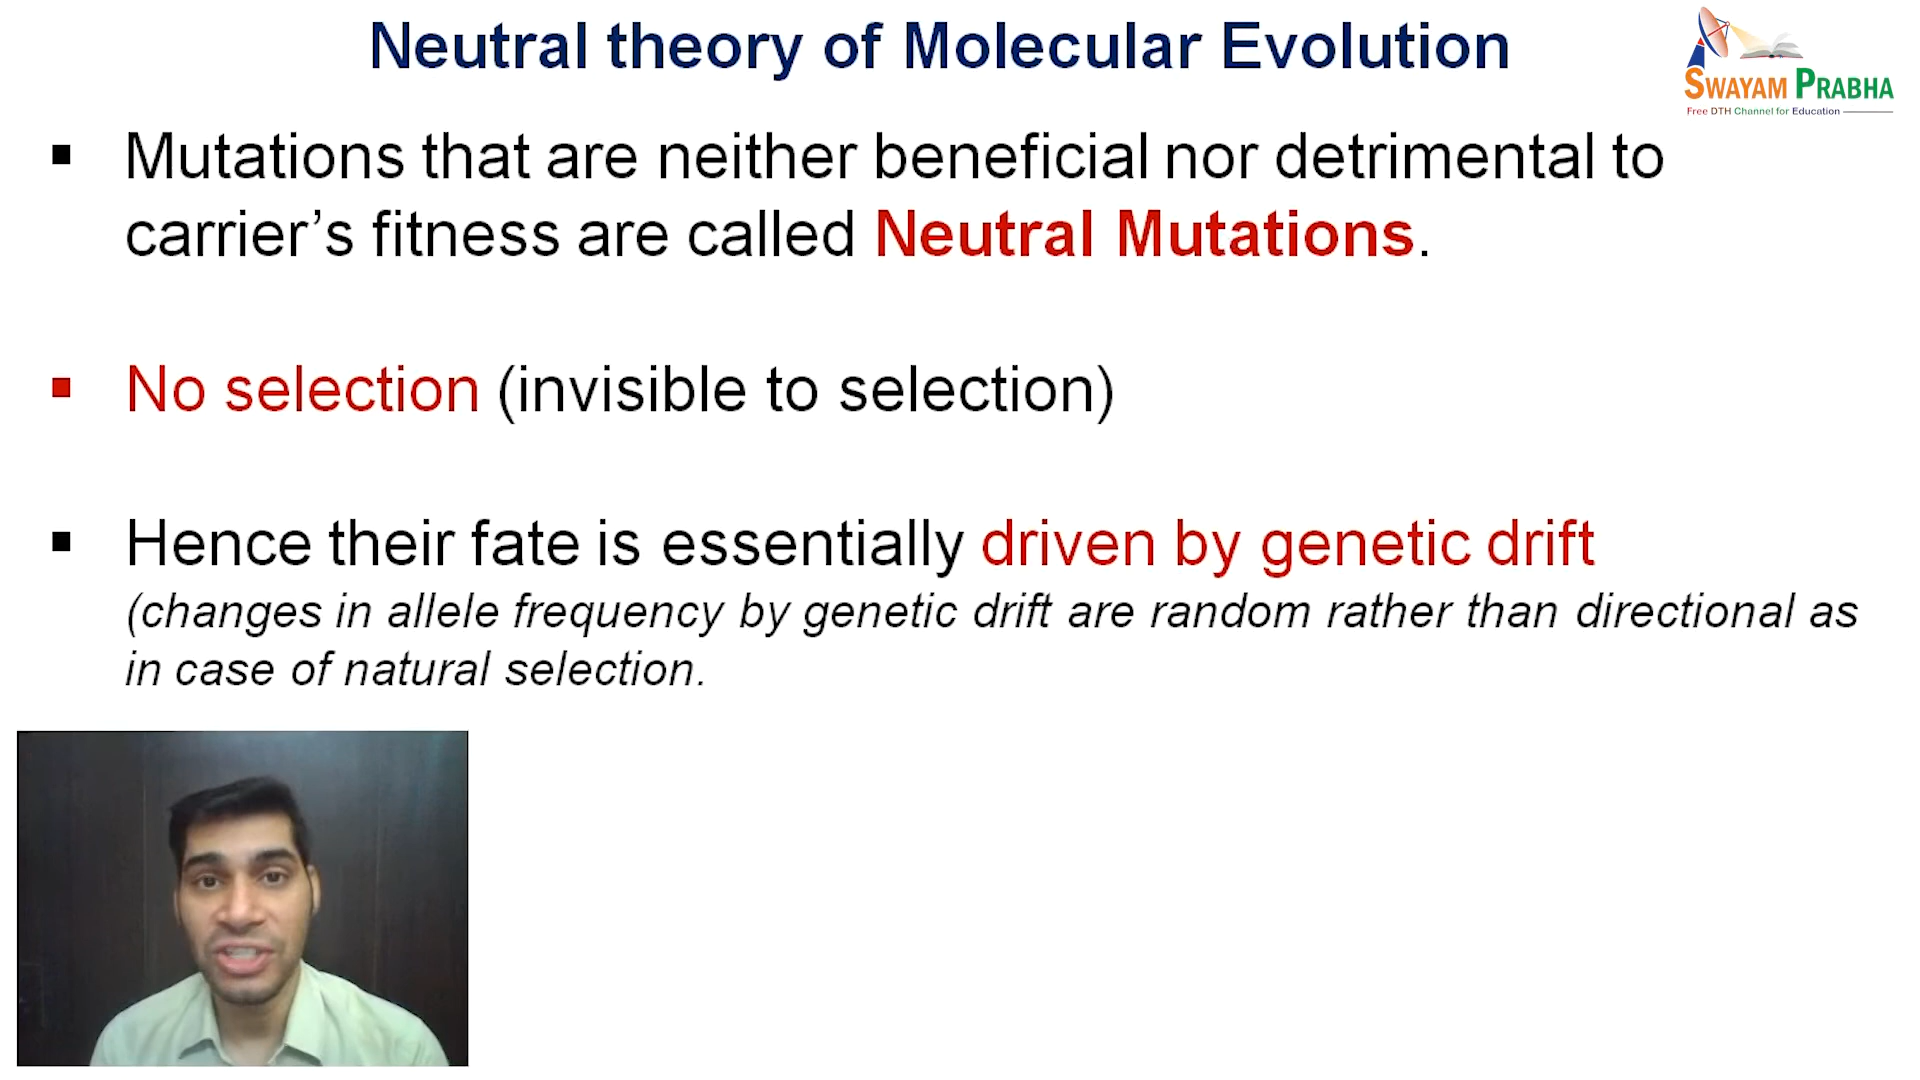 Neutral theory of Molecular Evolution
SWAYAM PRABHA
Free DTH Channel for Education
▪ Mutations that are neither beneficial nor detrimental to
carrier’s fitness are called Neutral Mutations.
▪ No selection (invisible to selection)
▪ Hence their fate is essentially driven by genetic drift
(changes in allele frequency by genetic drift are random rather than directional as
in case of natural selection.